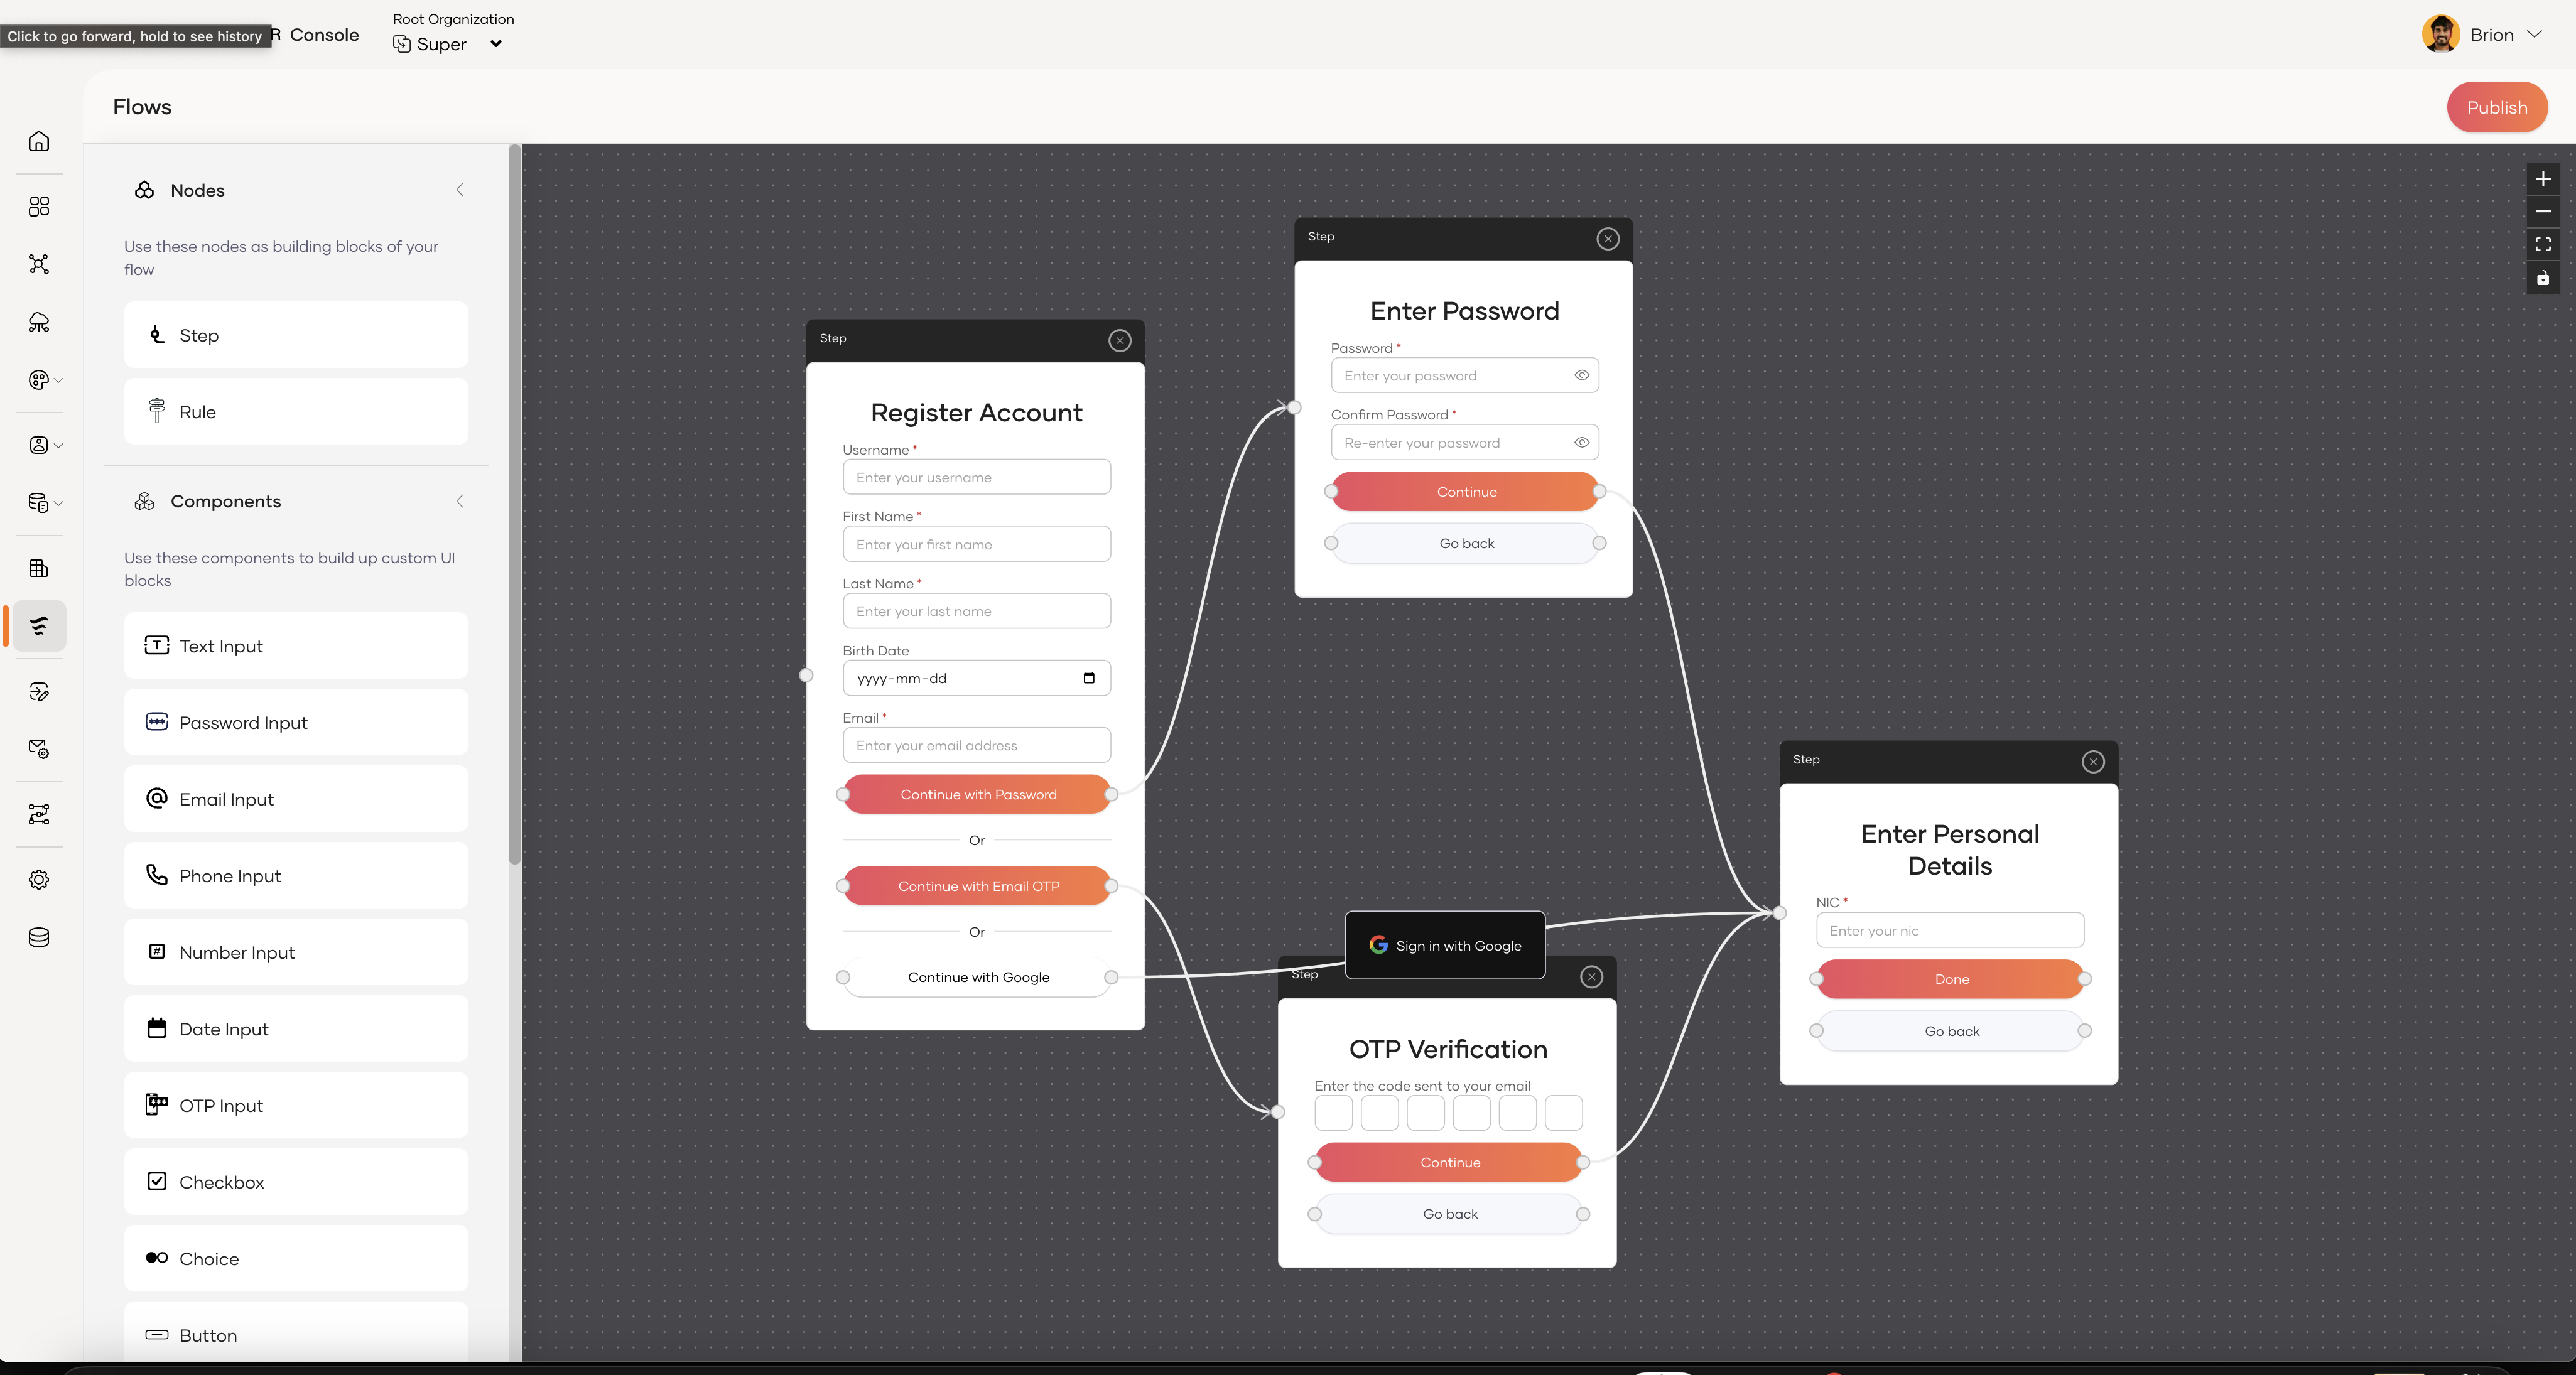 Click to go forward, hold to see history
R Console
Root Organization
Super
Brion
Flows
Publish
Nodes
Use these nodes as building blocks of your
flow
Step
Rule
Components
Use these components to build up custom UI
blocks
Text Input
Password Input
Email Input
Phone Input
Number Input
Date Input
OTP Input
Checkbox
Choice
Button
Step
Register Account
Username *
Enter your username
First Name *
Enter your first name
Last Name *
Enter your last name
Birth Date
yyyy-mm-dd
Email *
Enter your email address
Continue with Password
Or
Continue with Email OTP
Or
Continue with Google
Step
Enter Password
Password *
Enter your password
Confirm Password *
Re-enter your password
Continue
Go back
Sign in with Google
Step
OTP Verification
Enter the code sent to your email
Continue
Go back
Step
Enter Personal
Details
NIC *
Enter your nic
Done
Go back